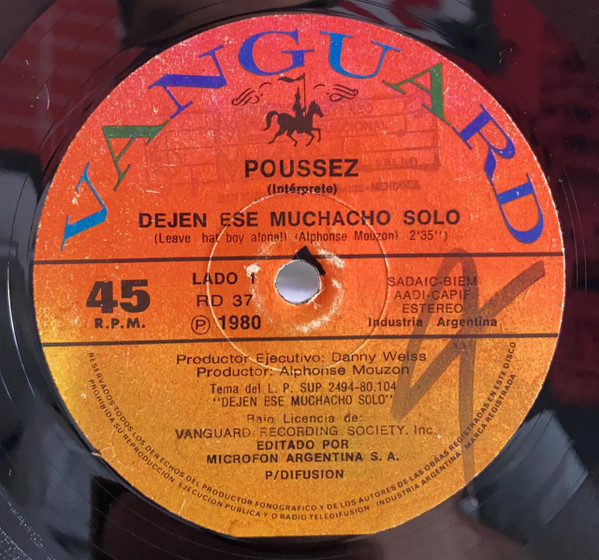 VANGUARD
POUSSEZ
(Intérprete)
DEJEN ESE MUCHACHO SOLO
(Leave hat boy alone!) (Alphonse Mouzon) 2'35")
45
R.P.M.
LADO 1
RD 37
Ⓟ 1980
SADAIC-BIEM
AADI-CAPIF
ESTEREO
Industria Argentina
Productor Ejecutivo: Danny Weiss
Productor: Alphonse Mouzon
Tema del L. P. SUP 2494-80.104
"DEJEN ESE MUCHACHO SOLO"
Bajo Licencia de:
VANGUARD RECORDING SOCIETY. Inc.
EDITADO POR
MICROFON ARGENTINA S. A.
P/DIFUSION
RESERVADOS TODOS LOS DERECHOS DEL PRODUCTOR FONOGRAFICO Y DE LOS AUTORES DE LAS OBRAS REGISTRADAS EN ESTE DISCO
PROHIBIDA SU REPRODUCCION - EJECUCION PUBLICA Y O RADIO TELEDIFUSION - INDUSTRIA ARGENTINA - MARCA REGISTRADA